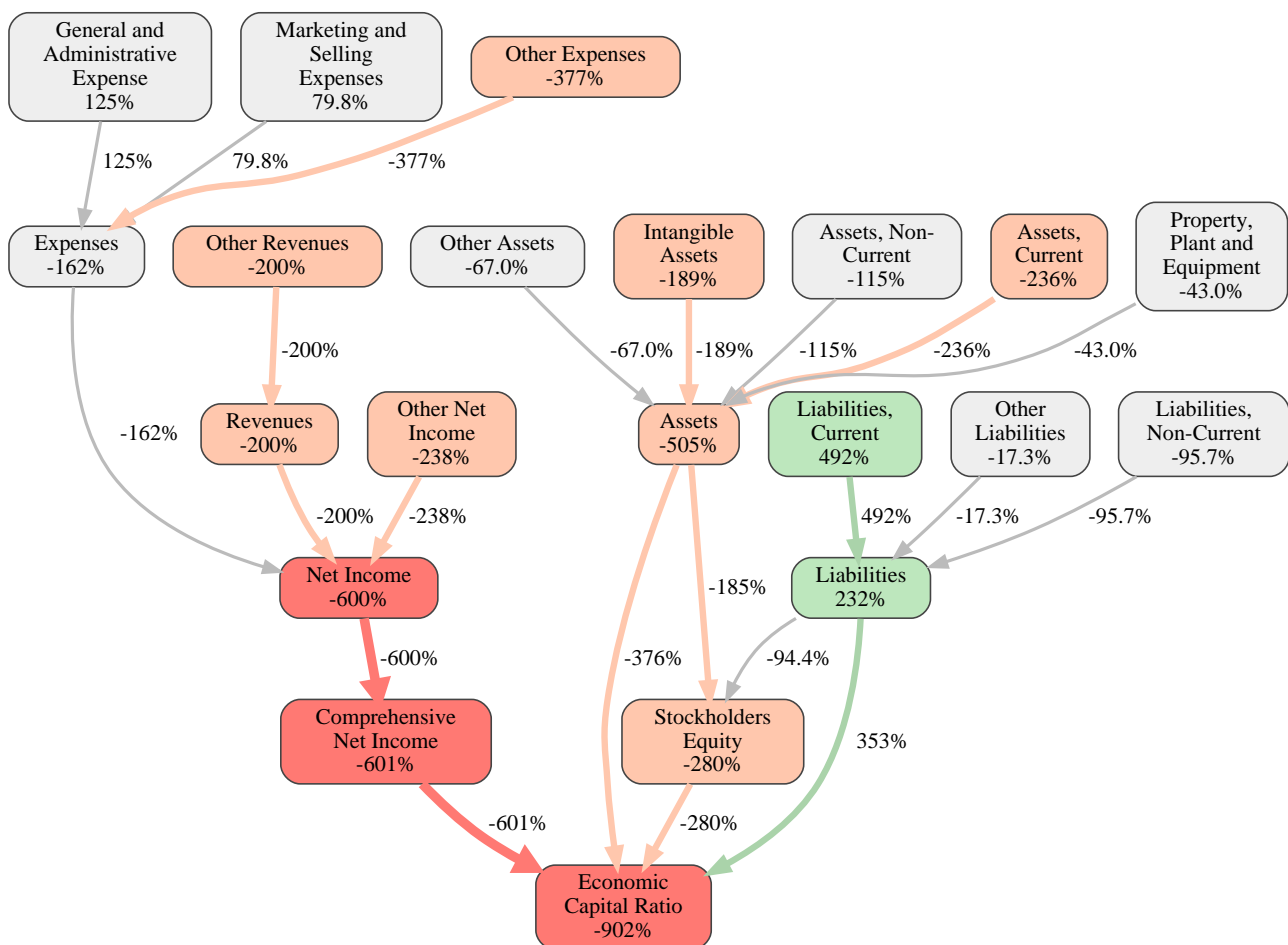 General and
Administrative
Expense
125%
Marketing and
Selling
Expenses
79.8%
Other Expenses
-377%
125%
79.8%
-377%
Expenses
-162%
Other Revenues
-200%
Other Assets
-67.0%
Intangible
Assets
-189%
Assets, Non-
Current
-115%
Assets,
Current
-236%
Property,
Plant and
Equipment
-43.0%
-200%
-67.0%
-189%
-115%
-236%
-43.0%
-162%
Revenues
-200%
Other Net
Income
-238%
Assets
-505%
Liabilities,
Current
492%
Other
Liabilities
-17.3%
Liabilities,
Non-Current
-95.7%
-200%
-238%
492%
-17.3%
-95.7%
Net Income
-600%
Liabilities
232%
-185%
-600%
-376%
-94.4%
Comprehensive
Net Income
-601%
Stockholders
Equity
-280%
353%
-601%
-280%
Economic
Capital Ratio
-902%